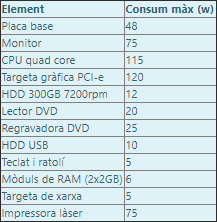 Element Consum màx (w)
Placa base 48
Monitor 75
CPU quad core 115
Targeta gràfica PCI-e 120
HDD 300GB 7200rpm 12
Lector DVD 20
Regravadora DVD 25
HDD USB 10
Teclat i ratolí 5
Mòduls de RAM (2x2GB) 6
Targeta de xarxa 5
Impressora làser 75